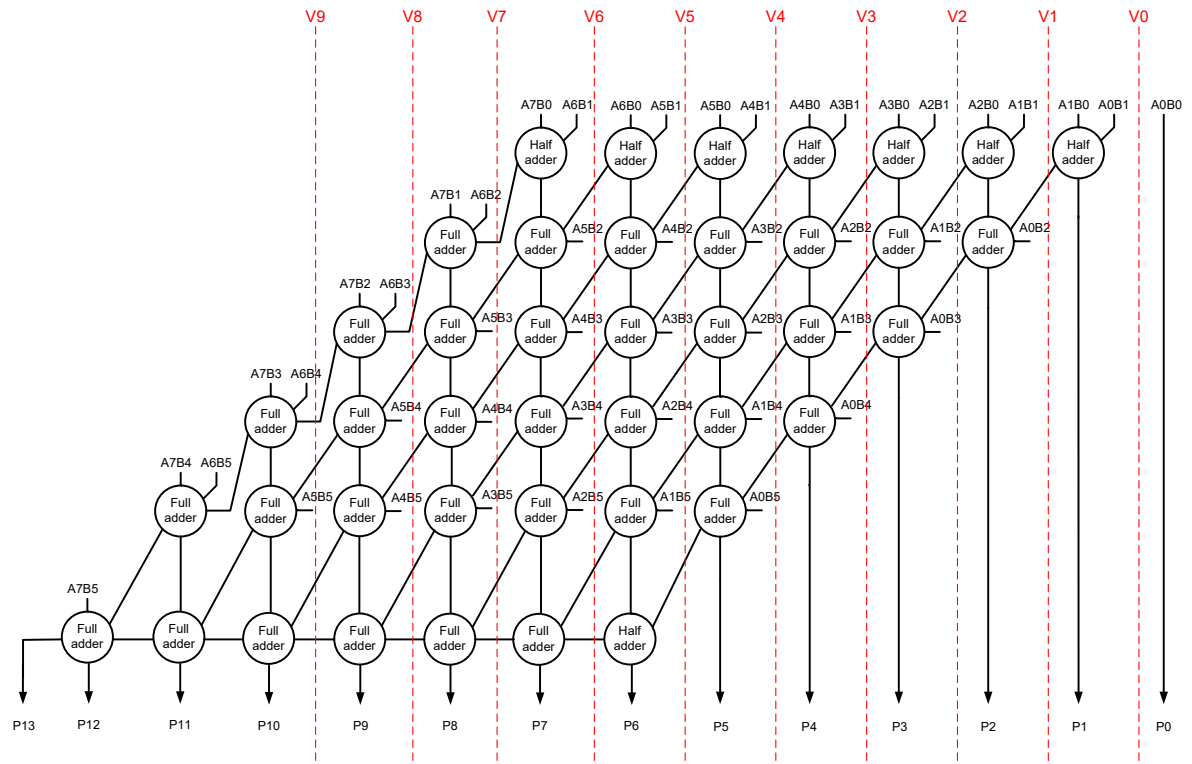 V9 V8 V7 V6 V5 V4 V3 V2 V1 V0
A7B0 A6B1 A6B0 A5B1 A5B0 A4B1 A4B0 A3B1 A3B0 A2B1 A2B0 A1B1 A1B0 A0B1 A0B0
Half Half Half Half Half Half Half
adder adder adder adder adder adder adder
A7B1 A6B2
Full Full A5B2 Full A4B2 Full A3B2 Full A2B2 Full A1B2 Full A0B2
adder adder adder adder adder adder adder
A7B2 A6B3
Full Full A5B3 Full A4B3 Full A3B3 Full A2B3 Full A1B3 Full A0B3
adder adder adder adder adder adder adder
A7B3 A6B4
Full Full A5B4 Full A4B4 Full A3B4 Full A2B4 Full A1B4 Full A0B4
adder adder adder adder adder adder adder
A7B4 A6B5
Full Full A5B5 Full A4B5 Full A3B5 Full A2B5 Full A1B5 Full A0B5
adder adder adder adder adder adder adder
A7B5
Full Full Full Full Full Full Half
adder adder adder adder adder adder adder
P13 P12 P11 P10 P9 P8 P7 P6 P5 P4 P3 P2 P1 P0